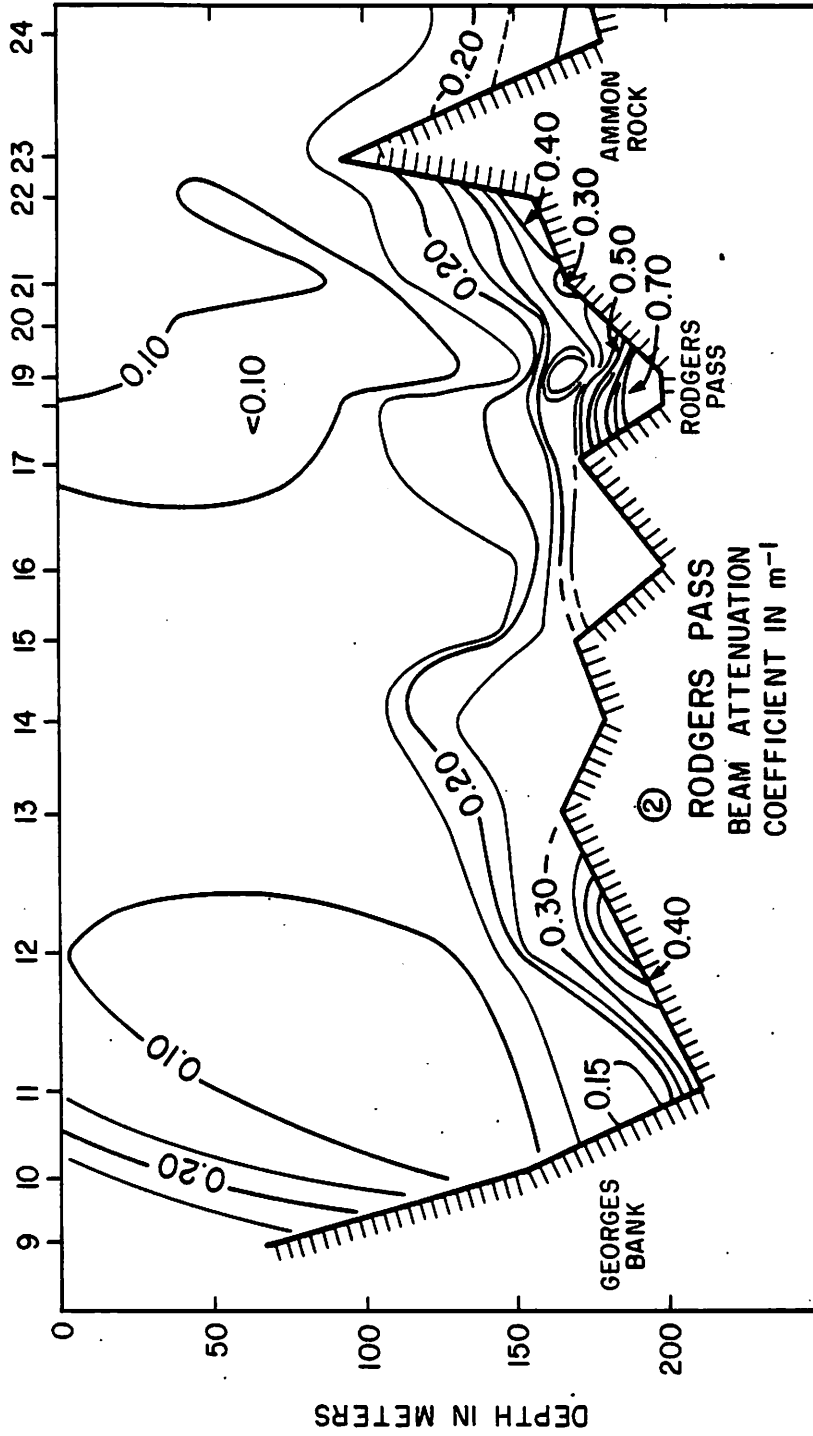 9 10 11 12 13 14 15 16 17 19 20 21 22 23 24
0
50
100
150
200
DEPTH IN METERS
0.20
0.10
0.10
<0.10
0.20
0.20
0.20
0.15
0.30
0.40
0.40
0.30
0.50
0.70
GEORGES
BANK
AMMON
ROCK
RODGERS
PASS
2 RODGERS PASS
BEAM ATTENUATION
COEFFICIENT IN m⁻¹